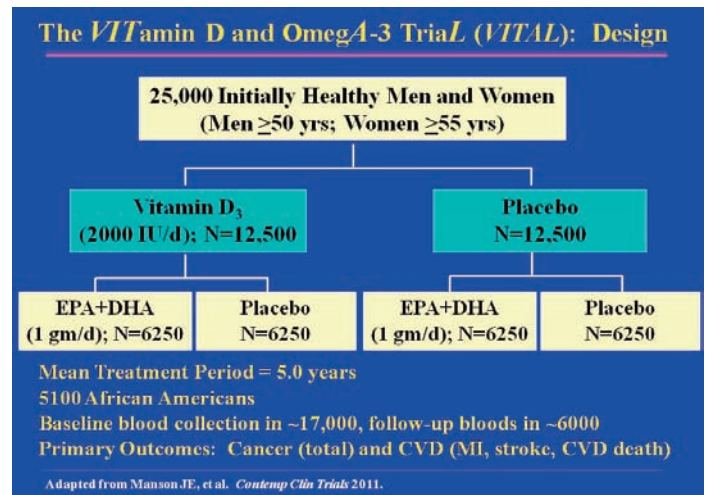 The VITamin D and OmegA-3 TriaL (VITAL): Design
25,000 Initially Healthy Men and Women
(Men ≥50 yrs; Women ≥55 yrs)
Vitamin D₃
(2000 IU/d); N=12,500
Placebo
N=12,500
EPA+DHA
(1 gm/d); N=6250
Placebo
N=6250
EPA+DHA
(1 gm/d); N=6250
Placebo
N=6250
Mean Treatment Period = 5.0 years
5100 African Americans
Baseline blood collection in ~17,000, follow-up bloods in ~6000
Primary Outcomes: Cancer (total) and CVD (MI, stroke, CVD death)
Adapted from Manson JE, et al. Contemp Clin Trials 2011.